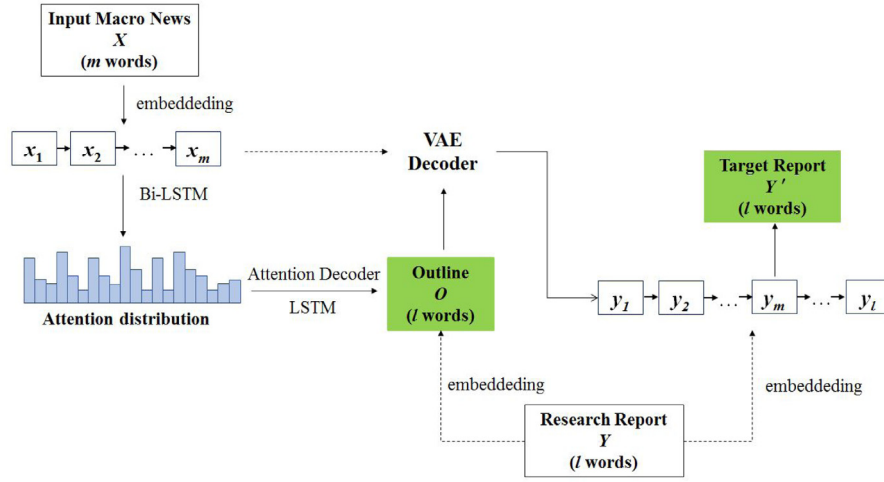 Input Macro News
X
(m words)
embeddeding
x1 x2 ... xm
Bi-LSTM
Attention distribution
Attention Decoder
LSTM
VAE
Decoder
Outline
O
(l words)
Target Report
Y'
(l words)
y1 y2 ... ym ... yl
embeddeding
embeddeding
Research Report
Y
(l words)